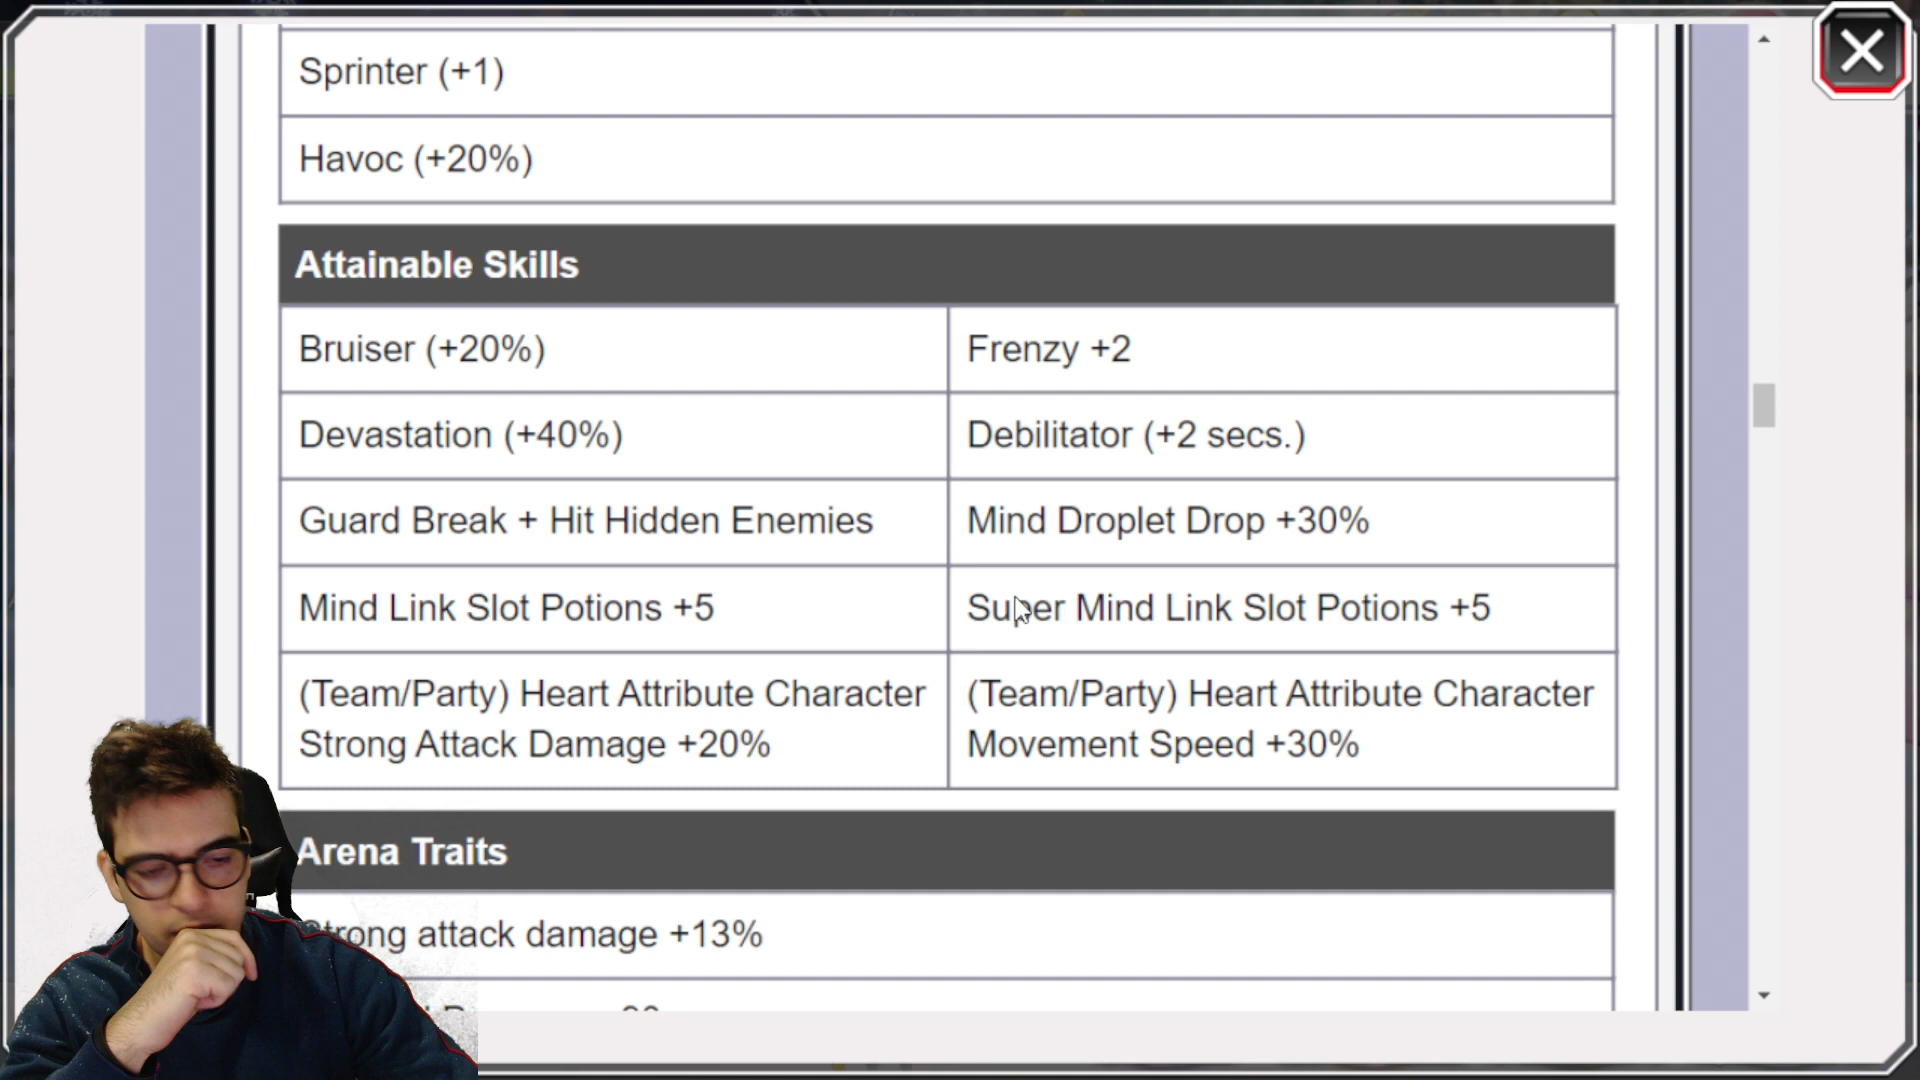 Sprinter (+1)
Havoc (+20%)
Attainable Skills
Bruiser (+20%)
Frenzy +2
Devastation (+40%)
Debilitator (+2 secs.)
Guard Break + Hit Hidden Enemies
Mind Droplet Drop +30%
Mind Link Slot Potions +5
Super Mind Link Slot Potions +5
(Team/Party) Heart Attribute Character
Strong Attack Damage +20%
(Team/Party) Heart Attribute Character
Movement Speed +30%
Arena Traits
Strong attack damage +13%